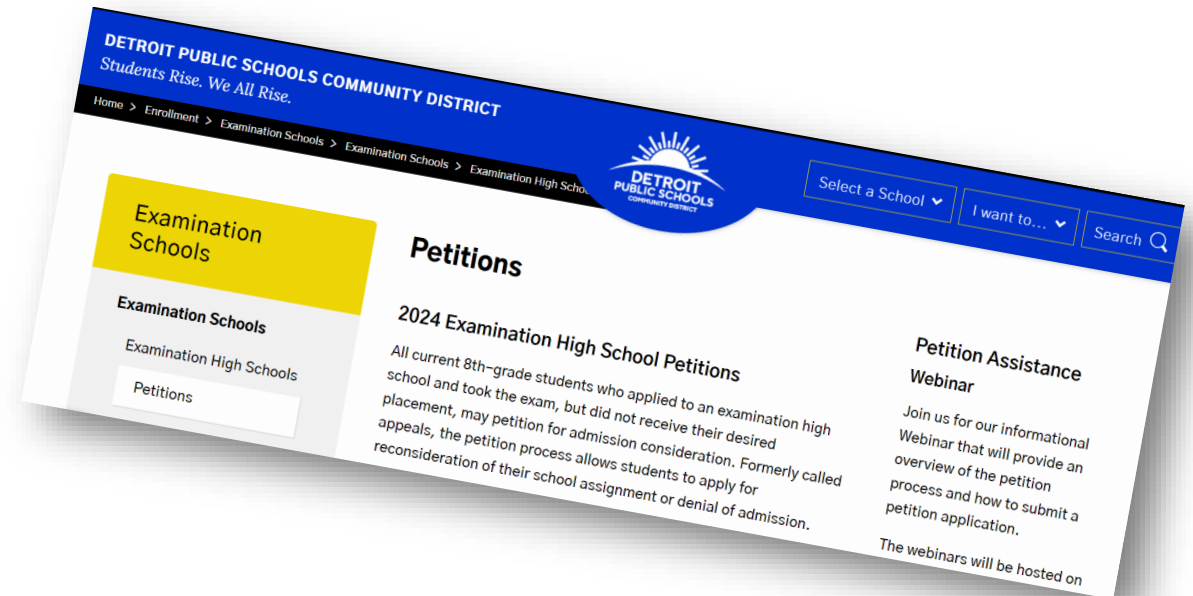 DETROIT PUBLIC SCHOOLS COMMUNITY DISTRICT
Students Rise. We All Rise.
Home > Enrollment > Examination Schools > Examination Schools > Examination High
DETROIT
PUBLIC SCHOOLS
COMMUNITY DISTRICT
Select a School
I want to...
Search
Examination
Schools
Examination Schools
Examination High Schools
Petitions
Petitions
2024 Examination High School Petitions
All current 8th-grade students who applied to an examination high
school and took the exam, but did not receive their desired
placement, may petition for admission consideration. Formerly called
appeals, the petition process allows students to apply for
reconsideration of their school assignment or denial of admission.
Petition Assistance
Webinar
Join us for our informational
Webinar that will provide an
overview of the petition
process and how to submit a
petition application.
The webinars will be hosted on